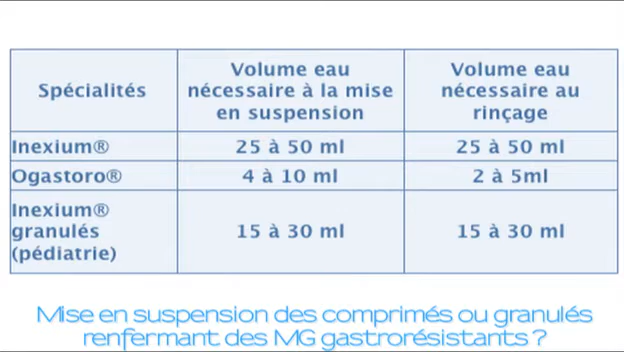 Spécialités
Volume eau
nécessaire à la mise
en suspension
Volume eau
nécessaire au
rinçage
Inexium®
25 à 50 ml
25 à 50 ml
Ogastoro®
4 à 10 ml
2 à 5ml
Inexium®
granulés
(pédiatrie)
15 à 30 ml
15 à 30 ml
Mise en suspension des comprimés ou granulés
renfermant des MG gastrorésistants ?